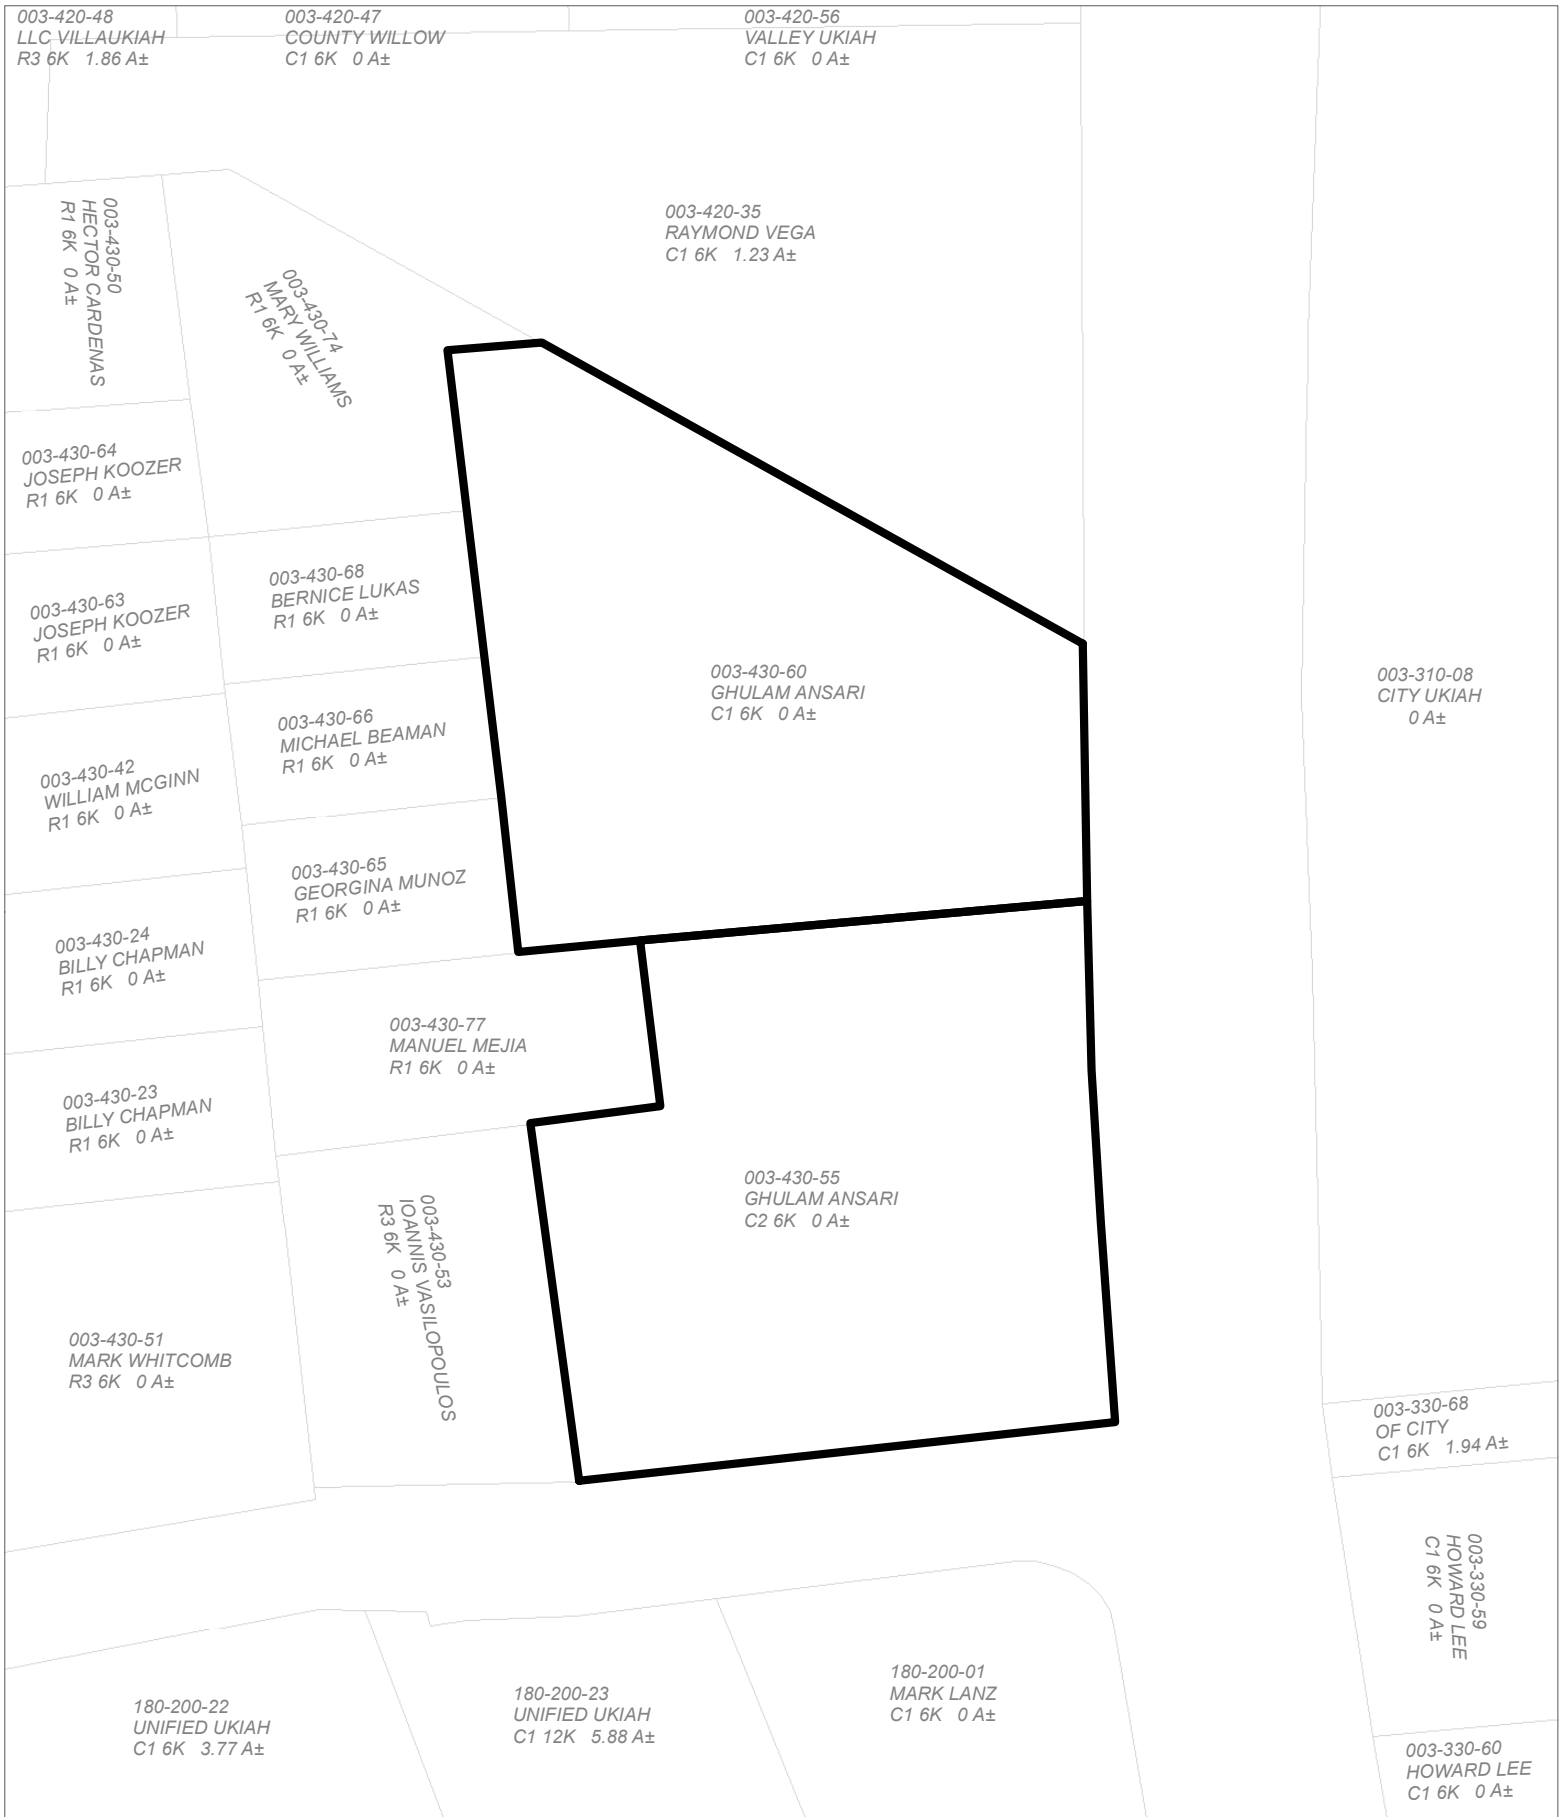 003-420-48
LLC VILLAUKIAH
R3 6K 1.86 A±
003-420-47
COUNTY WILLOW
C1 6K 0 A±
003-420-56
VALLEY UKIAH
C1 6K 0 A±
003-430-50
HECTOR CARDENAS
R1 6K 0 A±
003-430-74
MARY WILLIAMS
R1 6K 0 A±
003-420-35
RAYMOND VEGA
C1 6K 1.23 A±
003-430-64
JOSEPH KOOZER
R1 6K 0 A±
003-430-68
BERNICE LUKAS
R1 6K 0 A±
003-430-63
JOSEPH KOOZER
R1 6K 0 A±
003-430-60
GHULAM ANSARI
C1 6K 0 A±
003-310-08
CITY UKIAH
0 A±
003-430-66
MICHAEL BEAMAN
R1 6K 0 A±
003-430-42
WILLIAM MCGINN
R1 6K 0 A±
003-430-65
GEORGINA MUNOZ
R1 6K 0 A±
003-430-24
BILLY CHAPMAN
R1 6K 0 A±
003-430-77
MANUEL MEJIA
R1 6K 0 A±
003-430-23
BILLY CHAPMAN
R1 6K 0 A±
003-430-55
GHULAM ANSARI
C2 6K 0 A±
003-430-53
IOANNIS VASILOPOULOS
R3 6K 0 A±
003-430-51
MARK WHITCOMB
R3 6K 0 A±
003-330-68
OF CITY
C1 6K 1.94 A±
003-330-59
HOWARD LEE
C1 6K 0 A±
180-200-22
UNIFIED UKIAH
C1 6K 3.77 A±
180-200-23
UNIFIED UKIAH
C1 12K 5.88 A±
180-200-01
MARK LANZ
C1 6K 0 A±
003-330-60
HOWARD LEE
C1 6K 0 A±